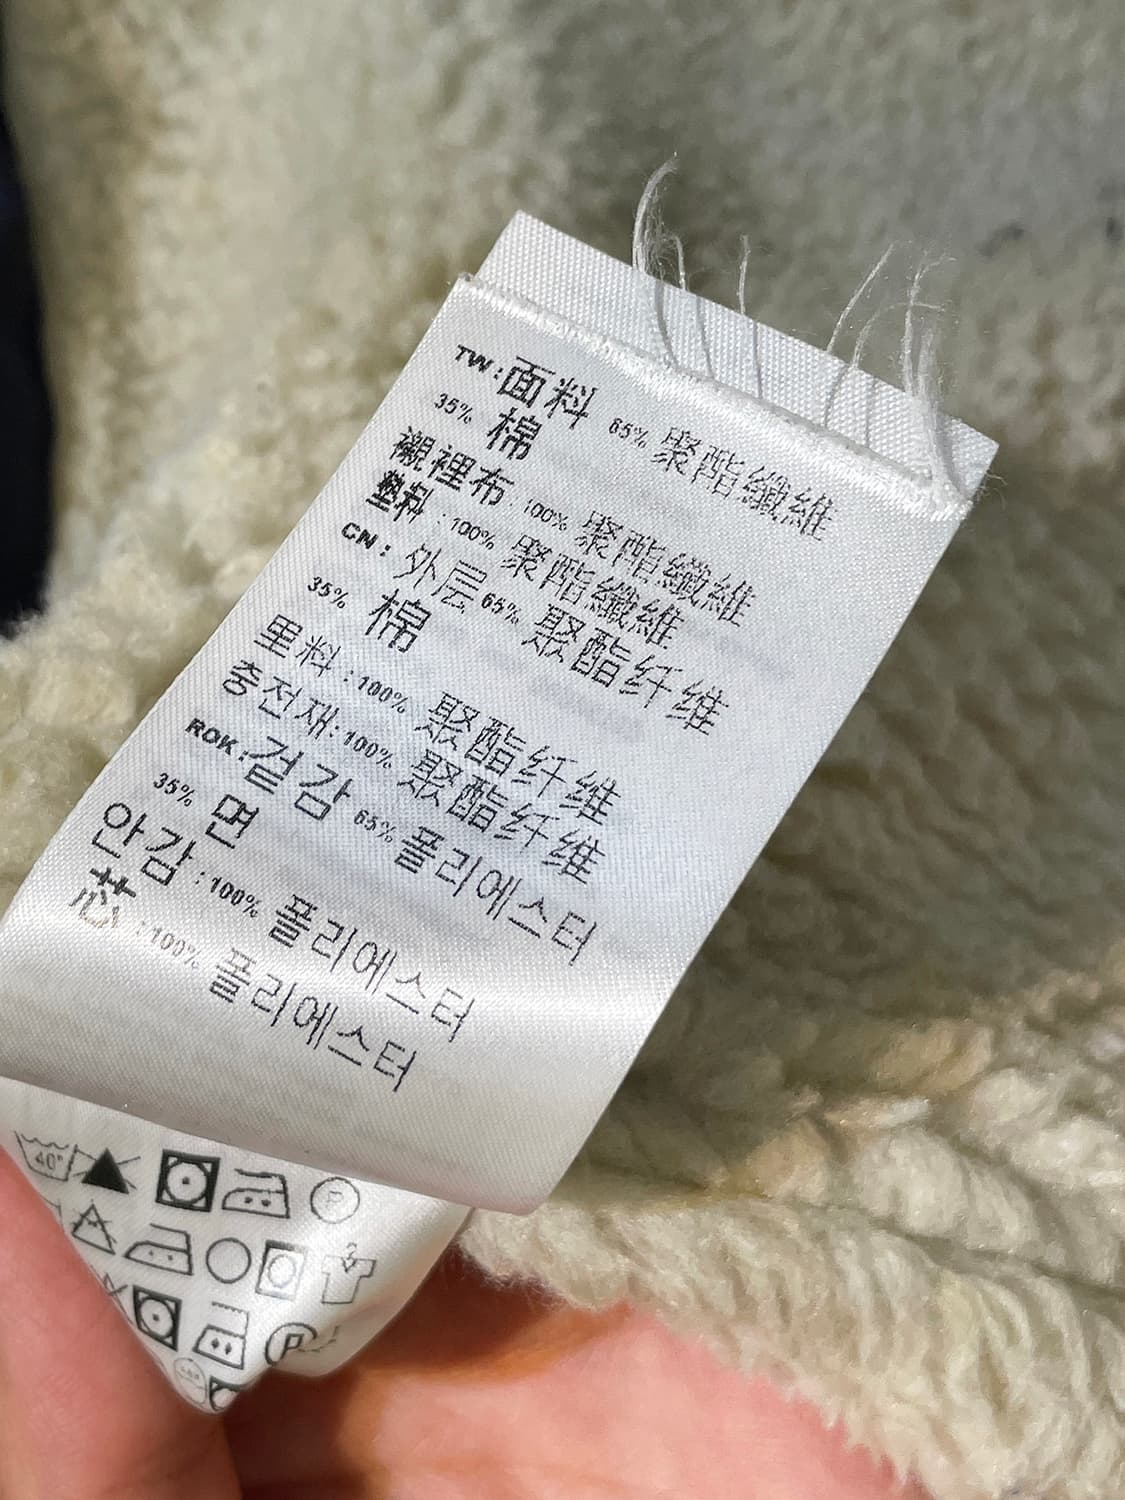 TW:面料 65% 聚酯纖維
35% 棉
襯裡布 100% 聚酯纖維
墊料 :100% 聚酯纖維
CN: 外层 65% 聚酯纤维
35% 棉
里料 :100% 聚酯纤维
충전재: 100% 聚酯纤维
ROK:겉감 65% 폴리에스터
35% 면
안감 :100% 폴리에스터
芯 :100% 폴리에스터
40°
P
P